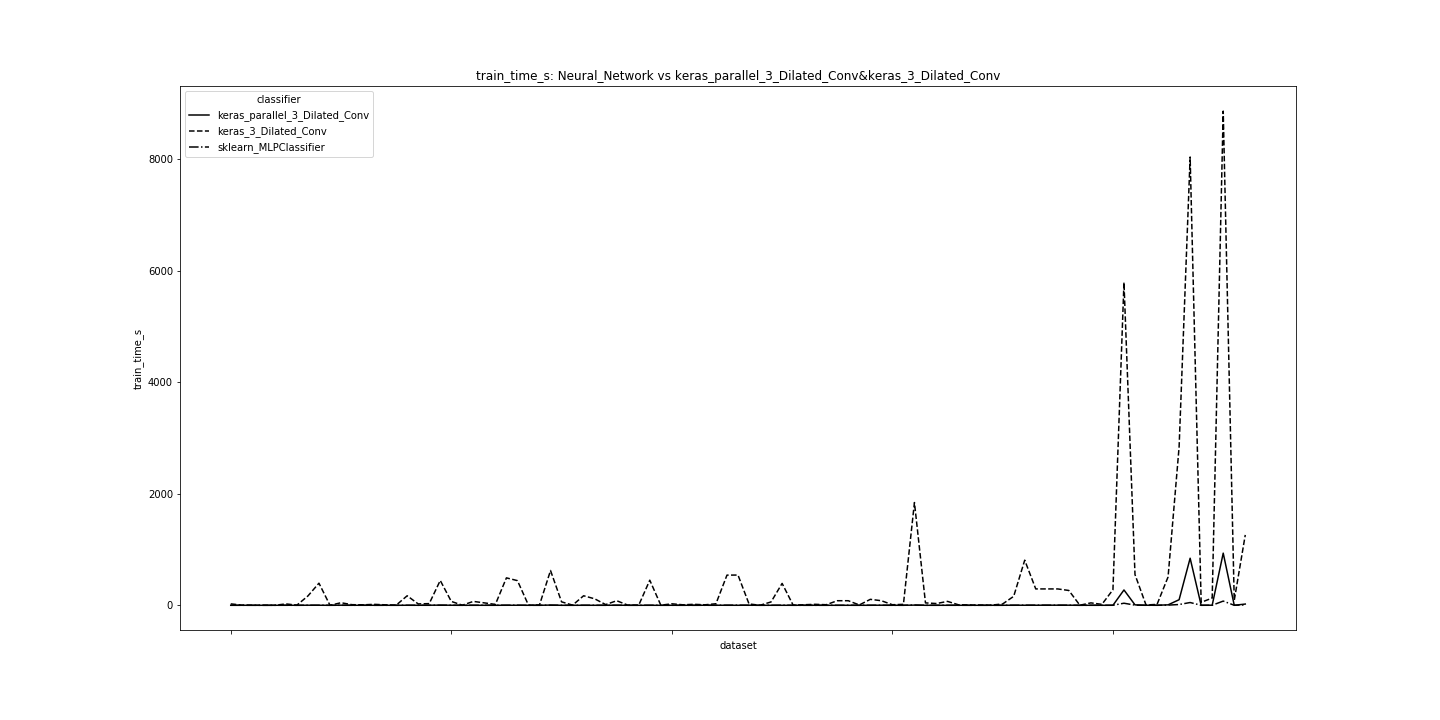 train_time_s: Neural_Network vs keras_parallel_3_Dilated_Conv&keras_3_Dilated_Conv
classifier
keras_parallel_3_Dilated_Conv
keras_3_Dilated_Conv
sklearn_MLPClassifier
8000
6000
train_time_s
4000
2000
0
dataset